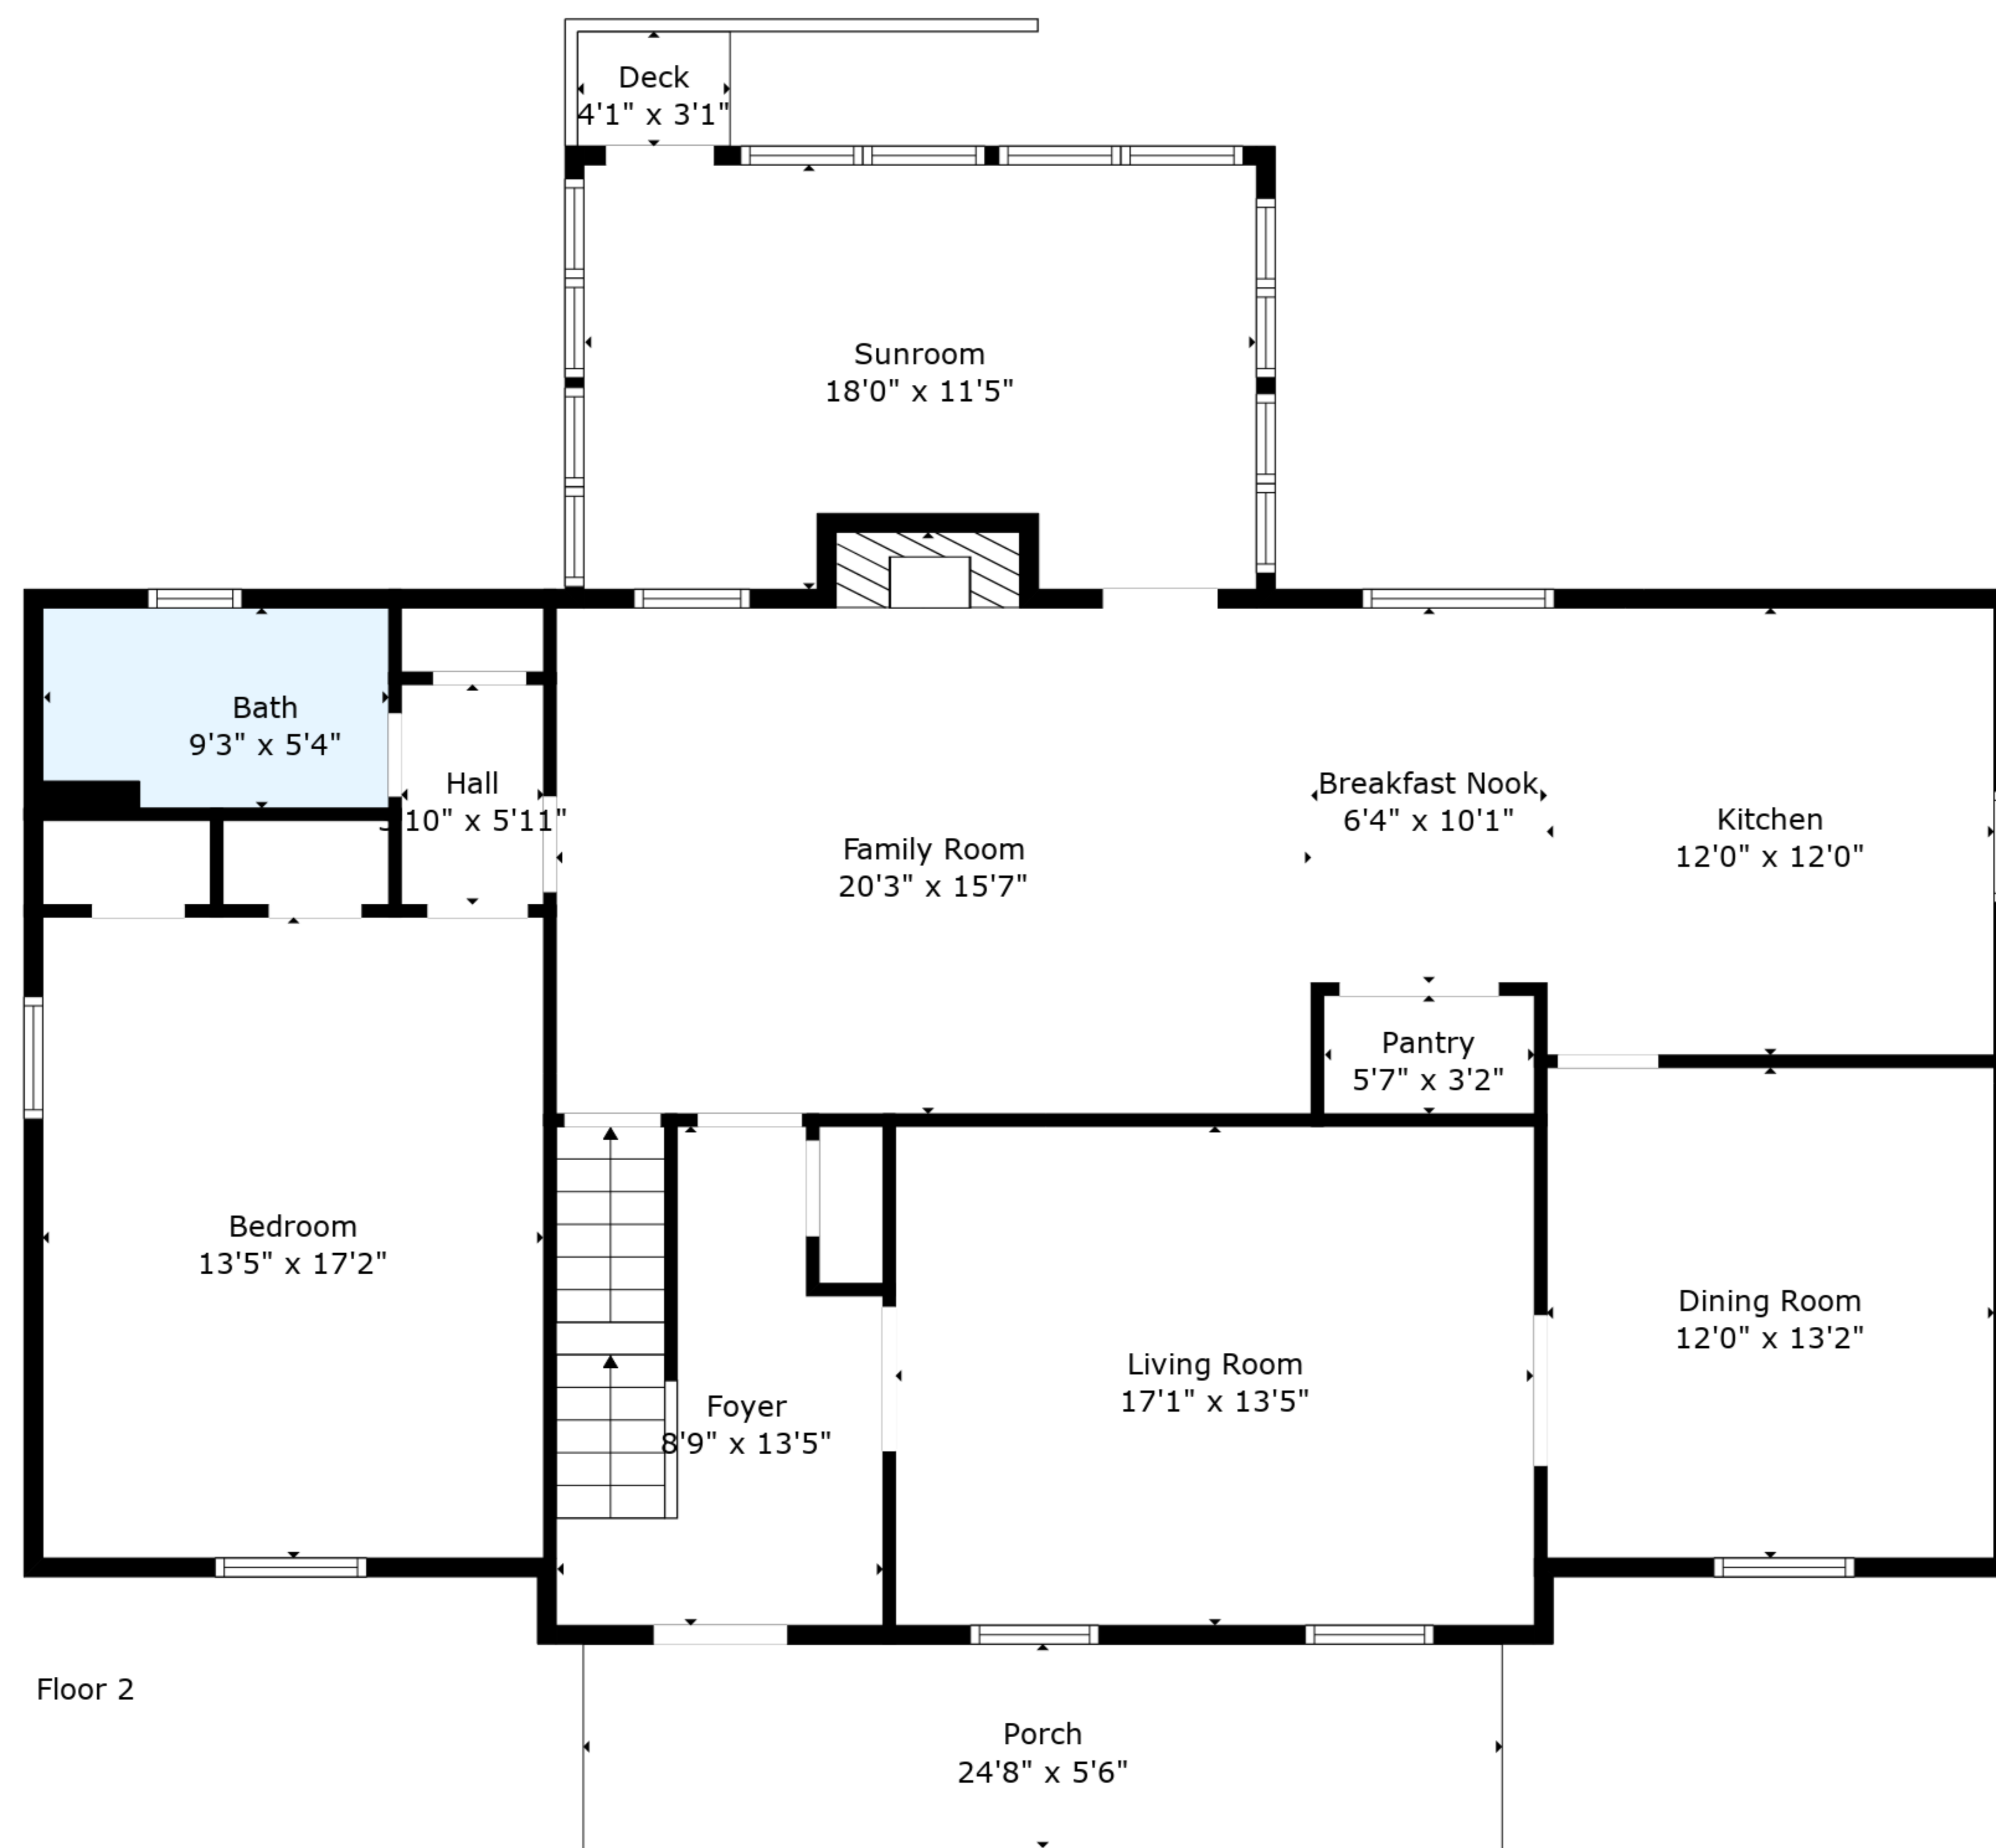 Deck
4'1" x 3'1"
Sunroom
18'0" x 11'5"
Bath
9'3" x 5'4"
Hall
10" x 5'11"
Breakfast Nook
6'4" x 10'1"
Kitchen
12'0" x 12'0"
Family Room
20'3" x 15'7"
Pantry
5'7" x 3'2"
Bedroom
13'5" x 17'2"
Dining Room
12'0" x 13'2"
Living Room
17'1" x 13'5"
Foyer
8'9" x 13'5"
Floor 2
Porch
24'8" x 5'6"